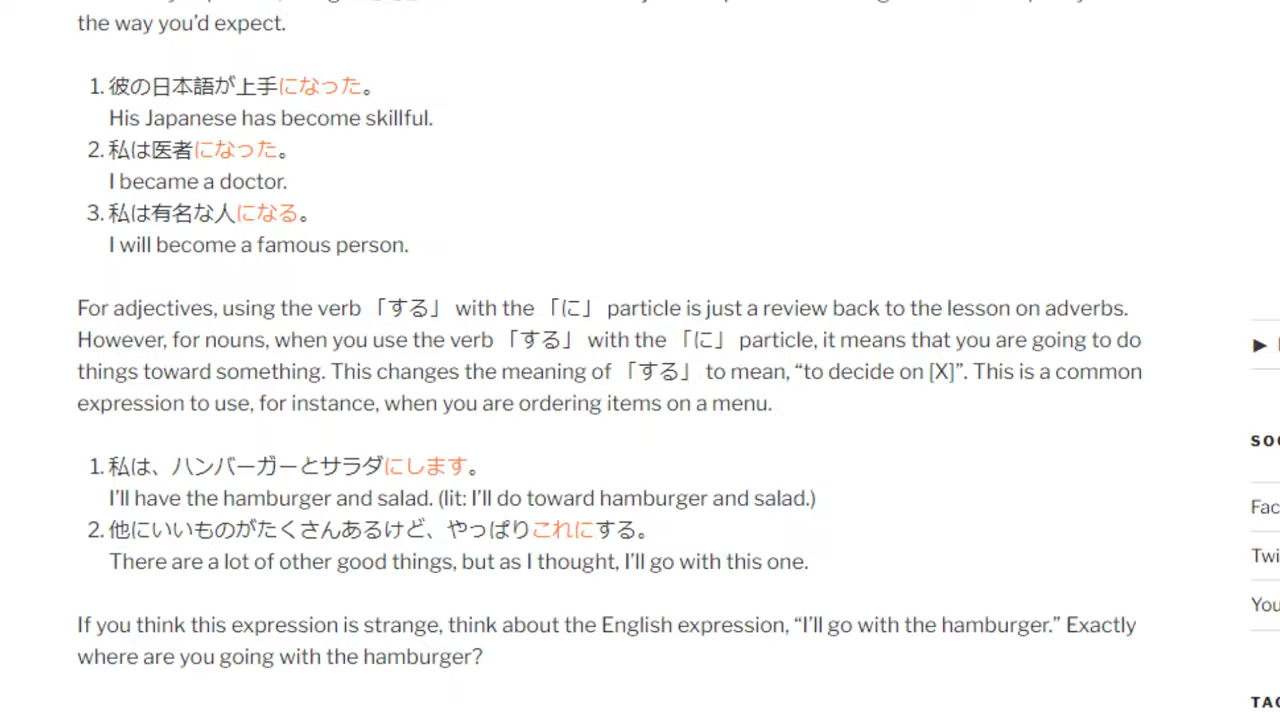 the way you'd expect.
1. 彼の日本語が上手になった。
His Japanese has become skillful.
2. 私は医者になった。
I became a doctor.
3. 私は有名な人になる。
I will become a famous person.
For adjectives, using the verb 「する」 with the 「に」 particle is just a review back to the lesson on adverbs.
However, for nouns, when you use the verb 「する」 with the 「に」 particle, it means that you are going to do
things toward something. This changes the meaning of 「する」 to mean, “to decide on [X]”. This is a common
expression to use, for instance, when you are ordering items on a menu.
1. 私は、ハンバーガーとサラダにします。
I'll have the hamburger and salad. (lit: I'll do toward hamburger and salad.)
2. 他にいいものがたくさんあるけど、やっぱりこれにする。
There are a lot of other good things, but as I thought, I'll go with this one.
If you think this expression is strange, think about the English expression, “I'll go with the hamburger.” Exactly
where are you going with the hamburger?
SO
Fac
Twi
You
TA